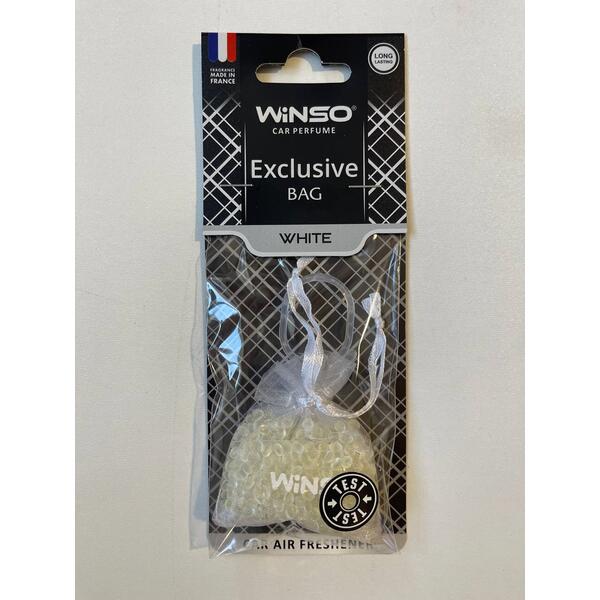 FRAGRANCE
MADE IN
FRANCE
LONG
LASTING
WiNSO®
CAR PERFUME
Exclusive
BAG
WHITE
WiNSO
TEST
TEST
CAR AIR FRESHENER